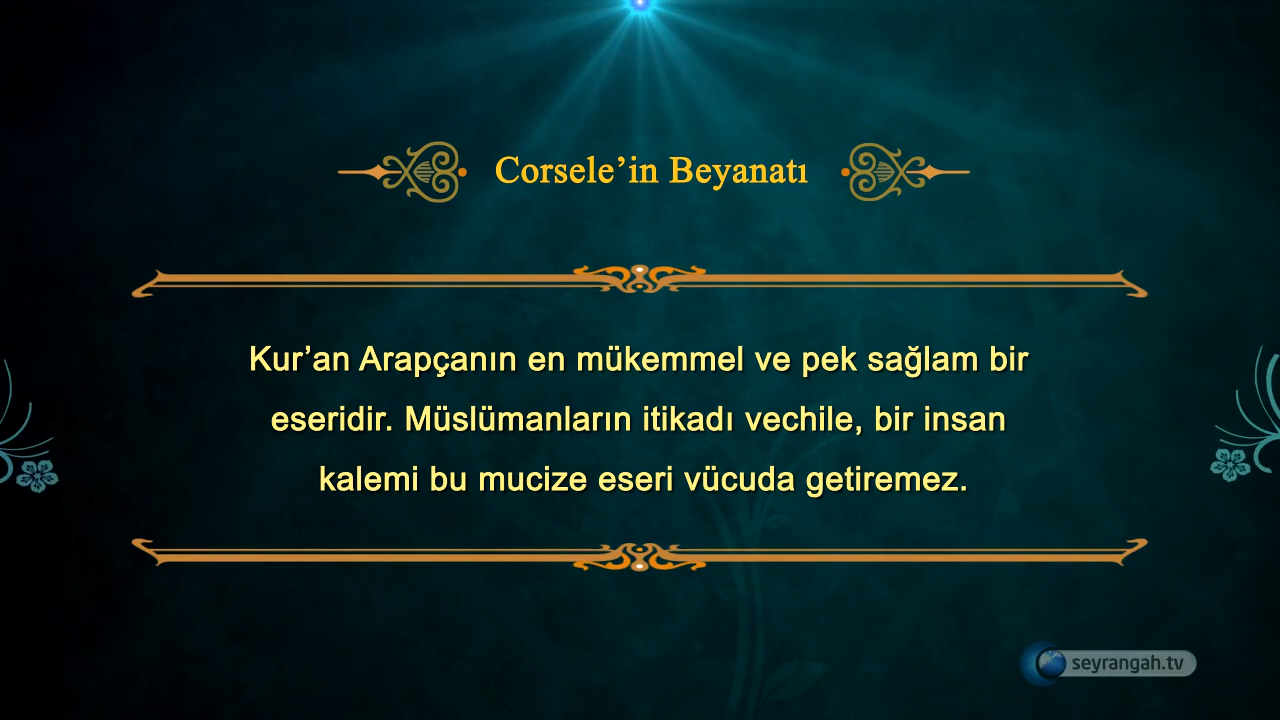 Corsele’in Beyanatı
Kur’an Arapçanın en mükemmel ve pek sağlam bir
eseridir. Müslümanların itikadı vechile, bir insan
kalemi bu mucize eseri vücuda getiremez.
seyrangah.tv